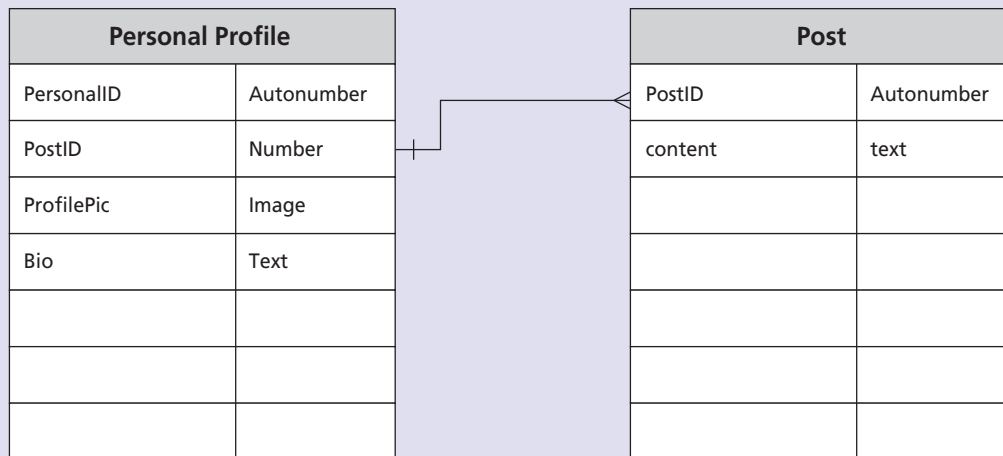 Personal Profile
PersonalID Autonumber
PostID Number
ProfilePic Image
Bio Text
Post
PostID Autonumber
content text